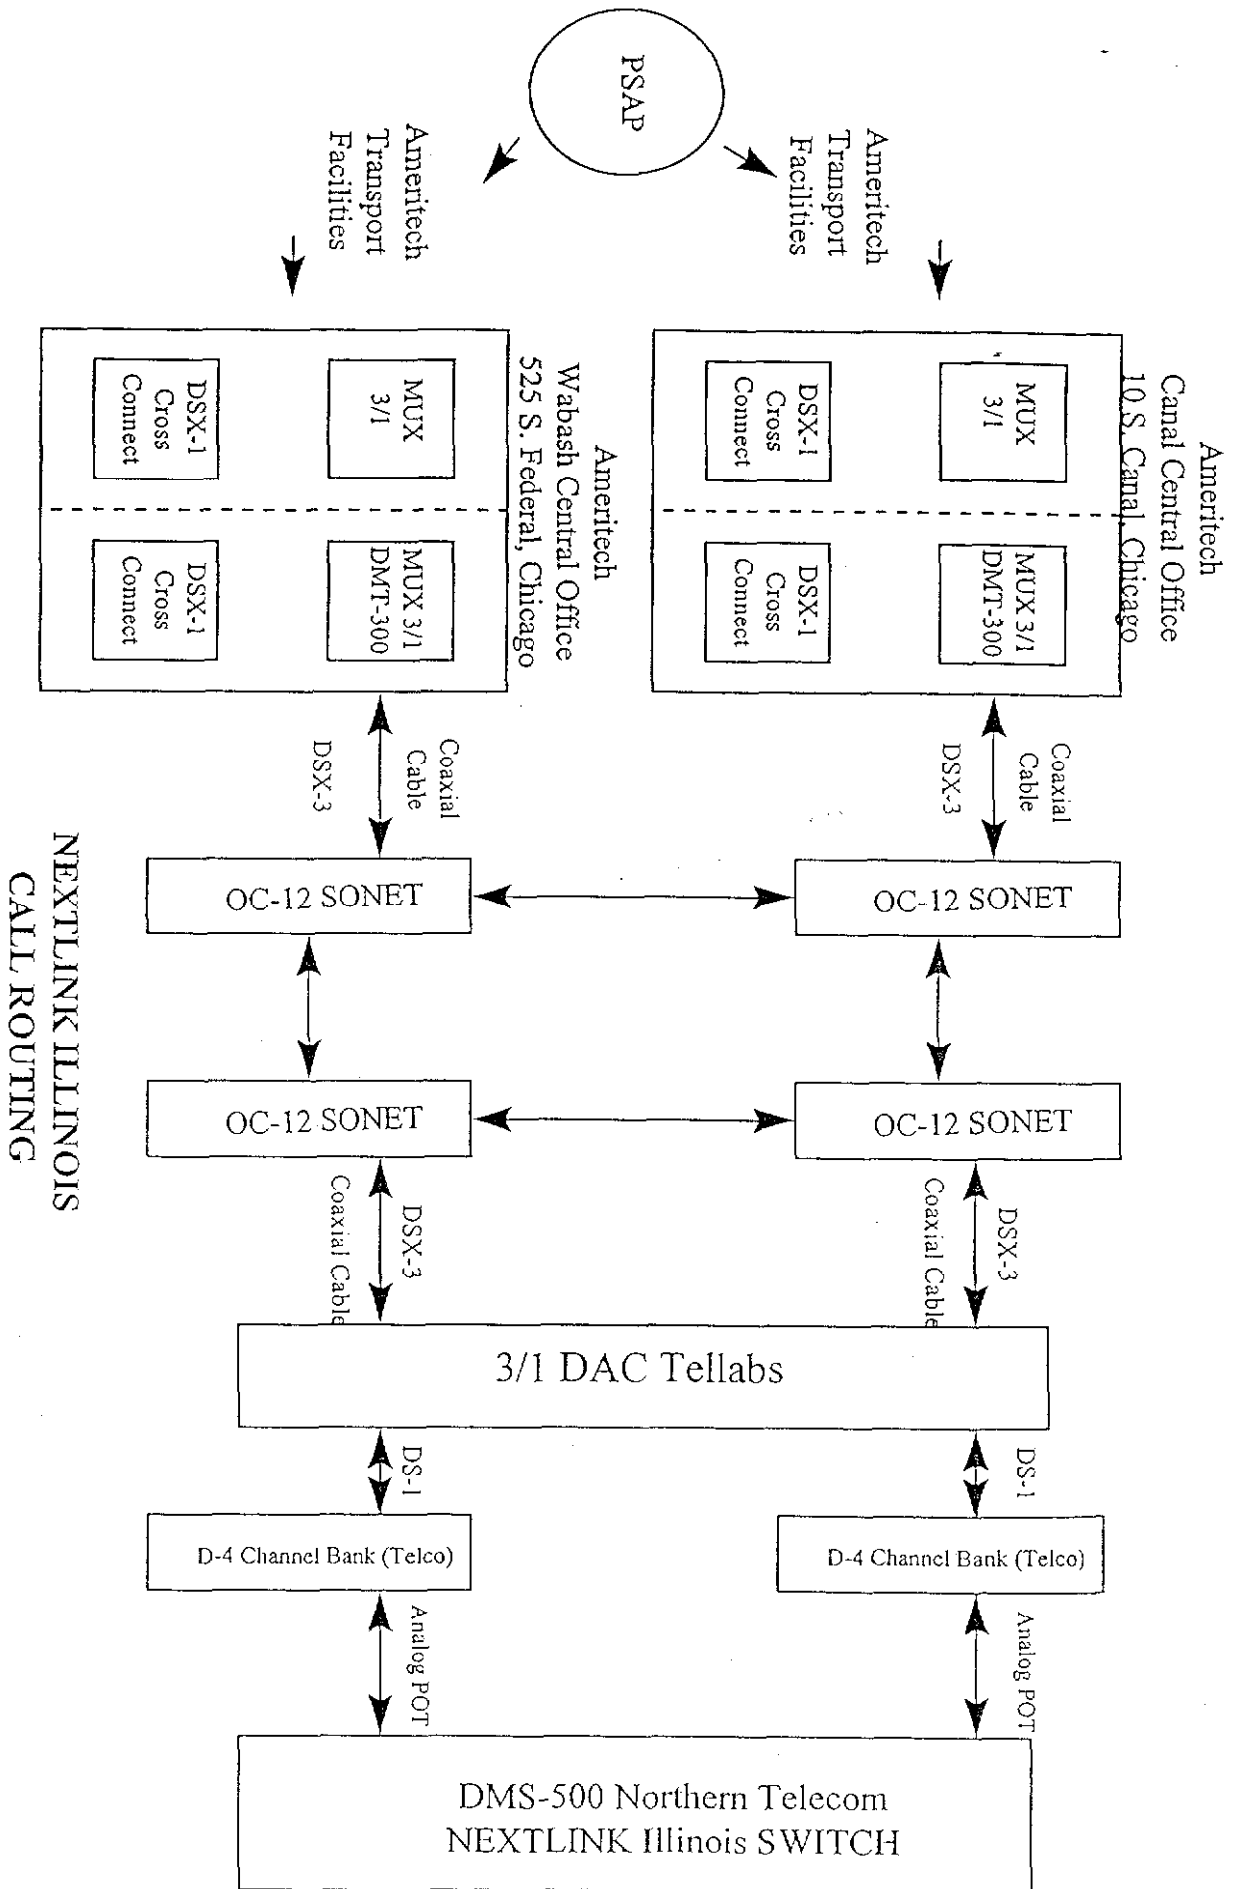 PSAP
Ameritech
Transport
Facilities
Ameritech
Transport
Facilities
Ameritech
Canal Central Office
10 S. Canal, Chicago
MUX
3/1
MUX 3/1
DMT-300
DSX-1
Cross
Connect
DSX-1
Cross
Connect
Ameritech
Wabash Central Office
525 S. Federal, Chicago
MUX
3/1
MUX 3/1
DMT-300
DSX-1
Cross
Connect
DSX-1
Cross
Connect
Coaxial
Cable
DSX-3
Coaxial
Cable
DSX-3
OC-12 SONET
OC-12 SONET
OC-12 SONET
OC-12 SONET
DSX-3
Coaxial Cable
DSX-3
Coaxial Cable
3/1 DAC Tellabs
DS-1
DS-1
D-4 Channel Bank (Telco)
D-4 Channel Bank (Telco)
Analog POT
Analog POT
DMS-500 Northern Telecom
NEXTLINK Illinois SWITCH
NEXTLINK ILLINOIS
CALL ROUTING